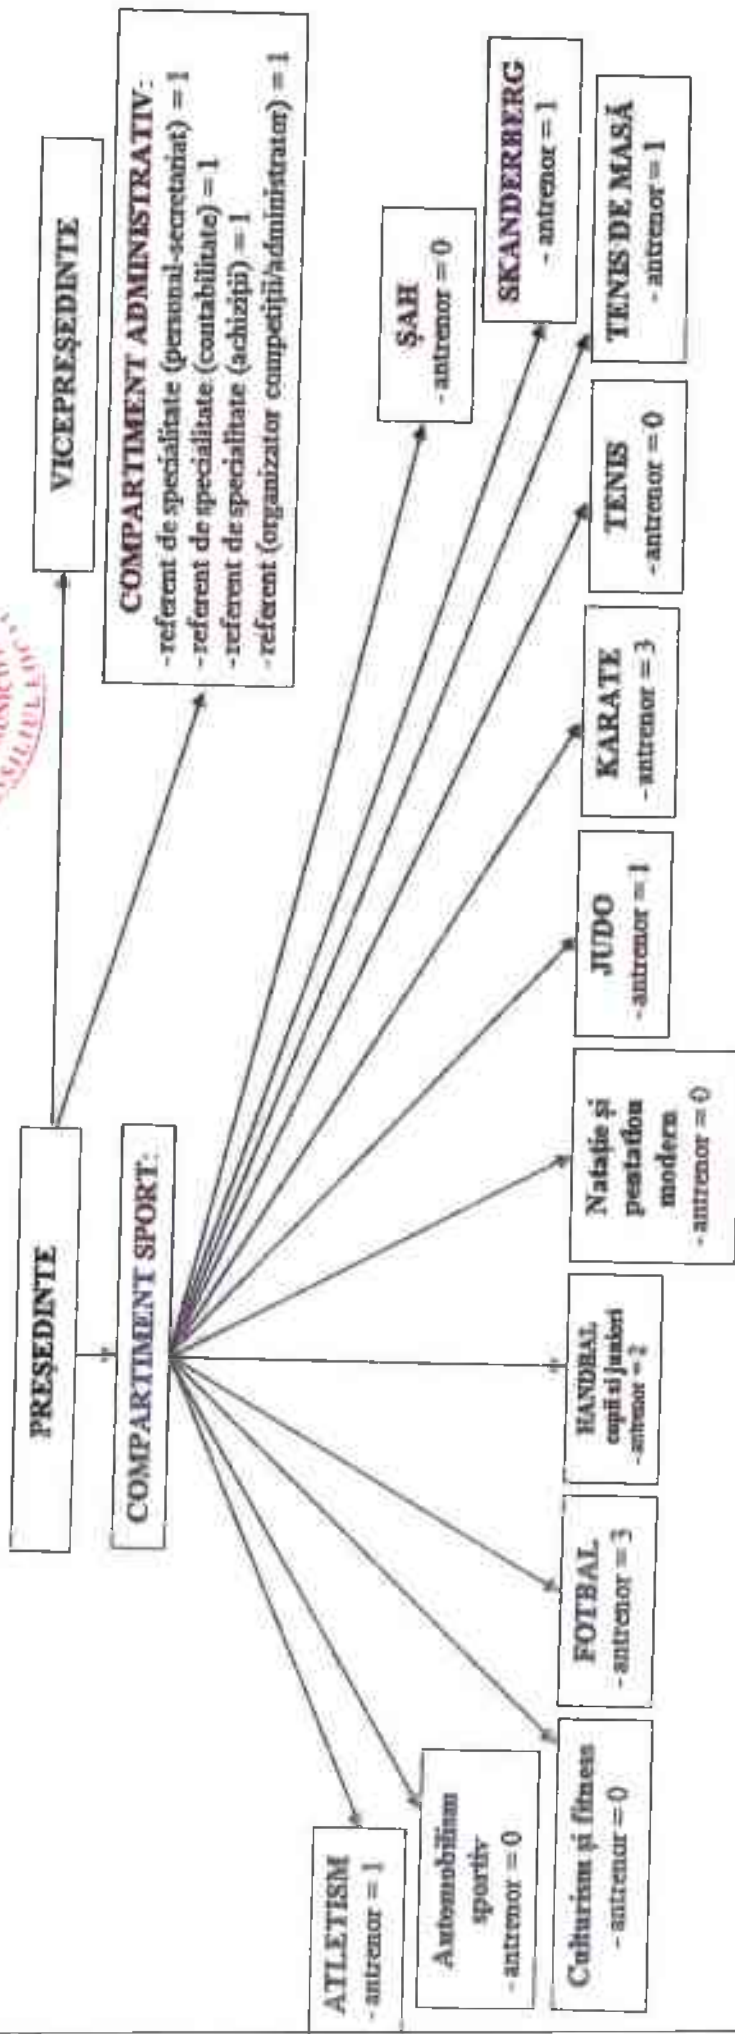 PREȘEDINTE
VICEPREȘEDINTE
COMPARTIMENT SPORT:
COMPARTIMENT ADMINISTRATIV:
-referent de specialitate (personal-secretariat) = 1
-referent de specialitate (contabilitate) = 1
-referent de specialitate (achiziții) = 1
-referent (organizator competiții/administrator) = 1
ATLETISM
-antrenor = 1
Automobilism
sportiv
-antrenor = 0
Culturism și fitness
-antrenor = 0
FOTBAL
-antrenor = 3
HANDBAL
copii si juniori
-antrenor = 2
Natație și
pentatlon
modern
-antrenor = 0
JUDO
-antrenor = 1
KARATE
-antrenor = 3
TENIS
-antrenor = 0
TENIS DE MASĂ
-antrenor = 1
SKANDERBERG
-antrenor = 1
ȘAH
-antrenor = 0